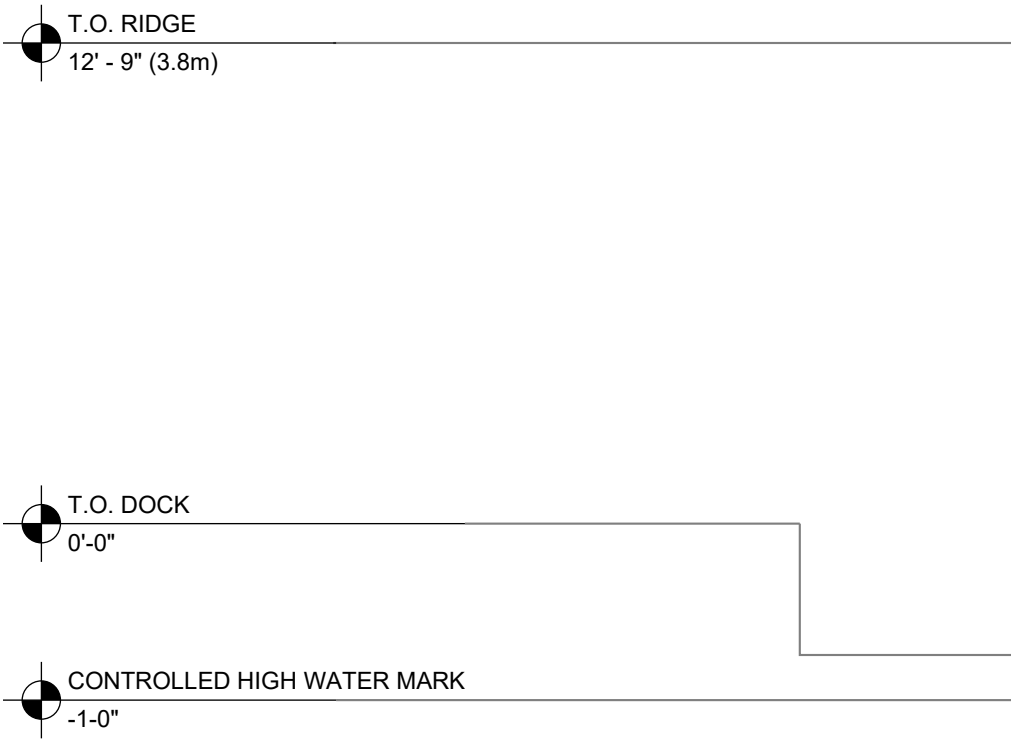 T.O. RIDGE
12' - 9" (3.8m)
T.O. DOCK
0'-0"
CONTROLLED HIGH WATER MARK
-1-0"